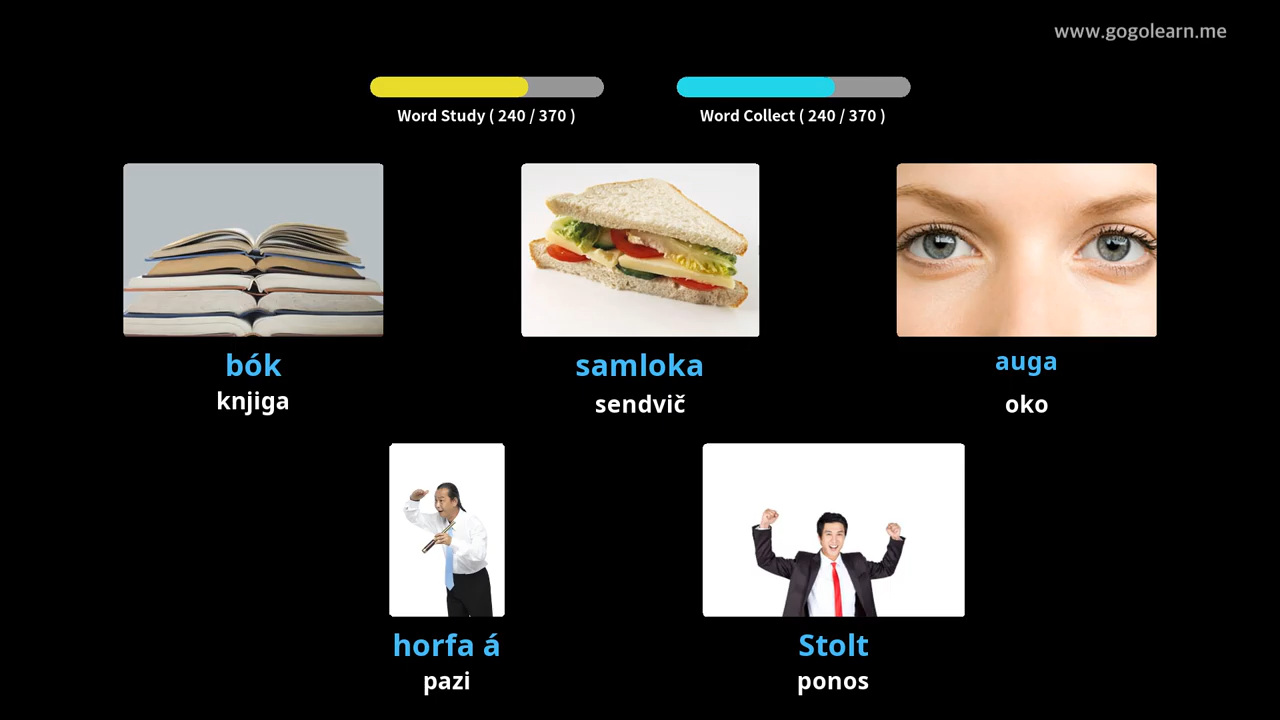 www.gogolearn.me
Word Study ( 240 / 370 )
Word Collect ( 240 / 370 )
bók
knjiga
samloka
sendvič
auga
oko
horfa á
pazi
Stolt
ponos